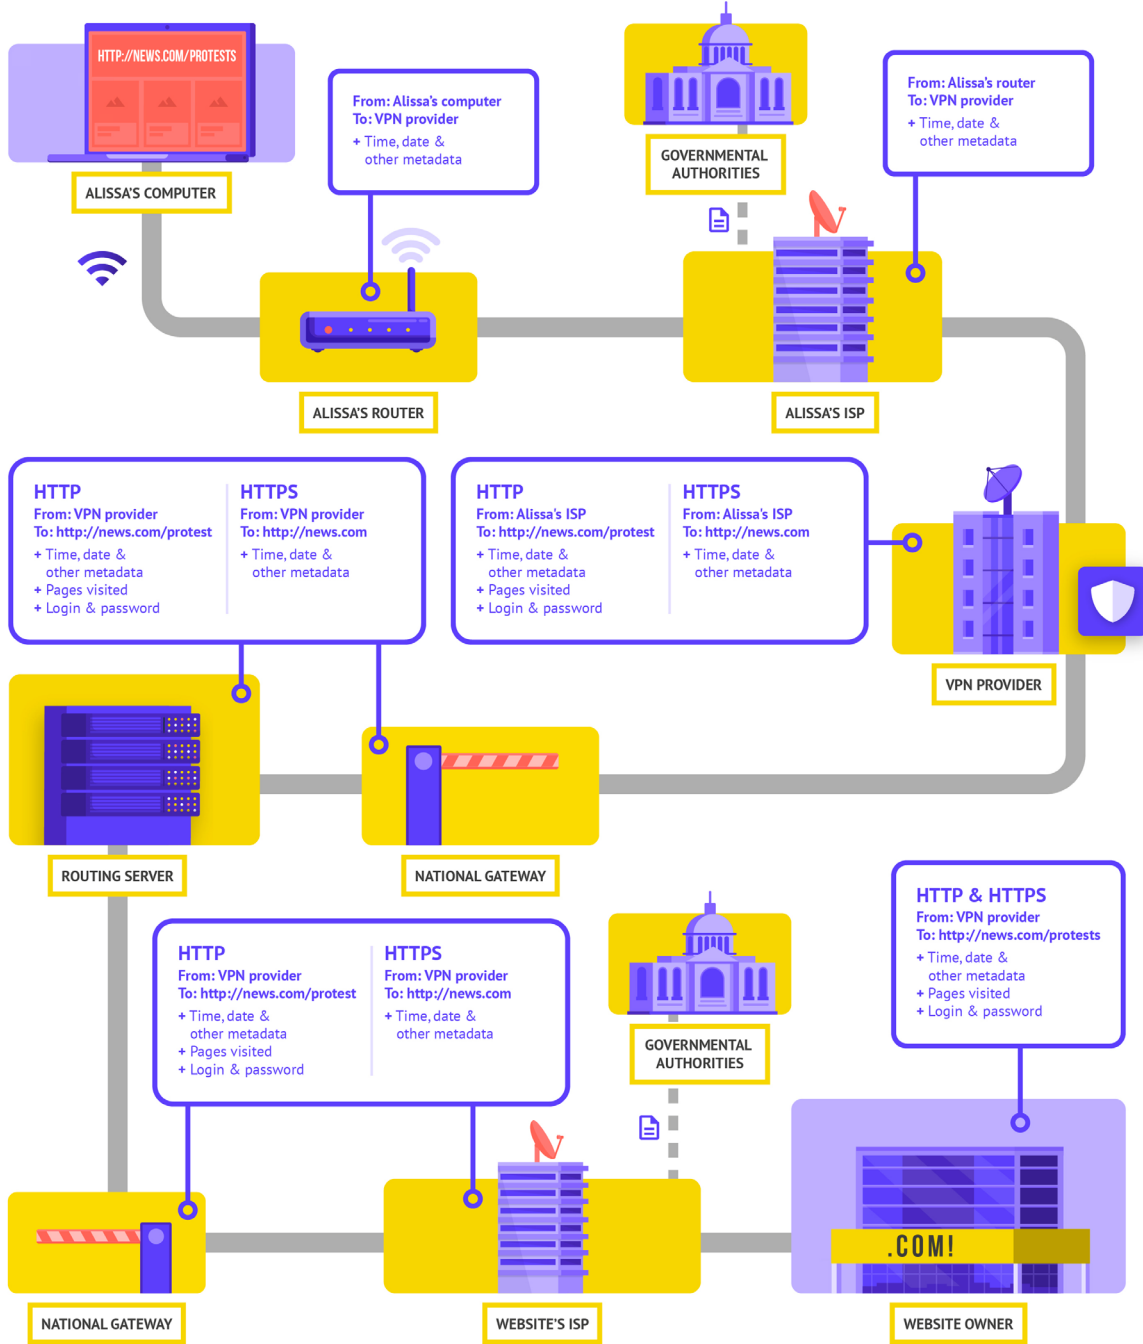 HTTP://NEWS.COM/PROTESTS
ALISSA'S COMPUTER
From: Alissa's computer
To: VPN provider
+ Time, date &
other metadata
ALISSA'S ROUTER
GOVERNMENTAL
AUTHORITIES
From: Alissa's router
To: VPN provider
+ Time, date &
other metadata
ALISSA'S ISP
HTTP
From: Alissa's ISP
To: http://news.com/protest
+ Time, date &
other metadata
+ Pages visited
+ Login & password
HTTPS
From: Alissa's ISP
To: http://news.com
+ Time, date &
other metadata
VPN PROVIDER
HTTP
From: VPN provider
To: http://news.com/protest
+ Time, date &
other metadata
+ Pages visited
+ Login & password
HTTPS
From: VPN provider
To: http://news.com
+ Time, date &
other metadata
NATIONAL GATEWAY
ROUTING SERVER
HTTP
From: VPN provider
To: http://news.com/protest
+ Time, date &
other metadata
+ Pages visited
+ Login & password
HTTPS
From: VPN provider
To: http://news.com
+ Time, date &
other metadata
NATIONAL GATEWAY
GOVERNMENTAL
AUTHORITIES
WEBSITE'S ISP
HTTP & HTTPS
From: VPN provider
To: http://news.com/protests
+ Time, date &
other metadata
+ Pages visited
+ Login & password
.COM!
WEBSITE OWNER